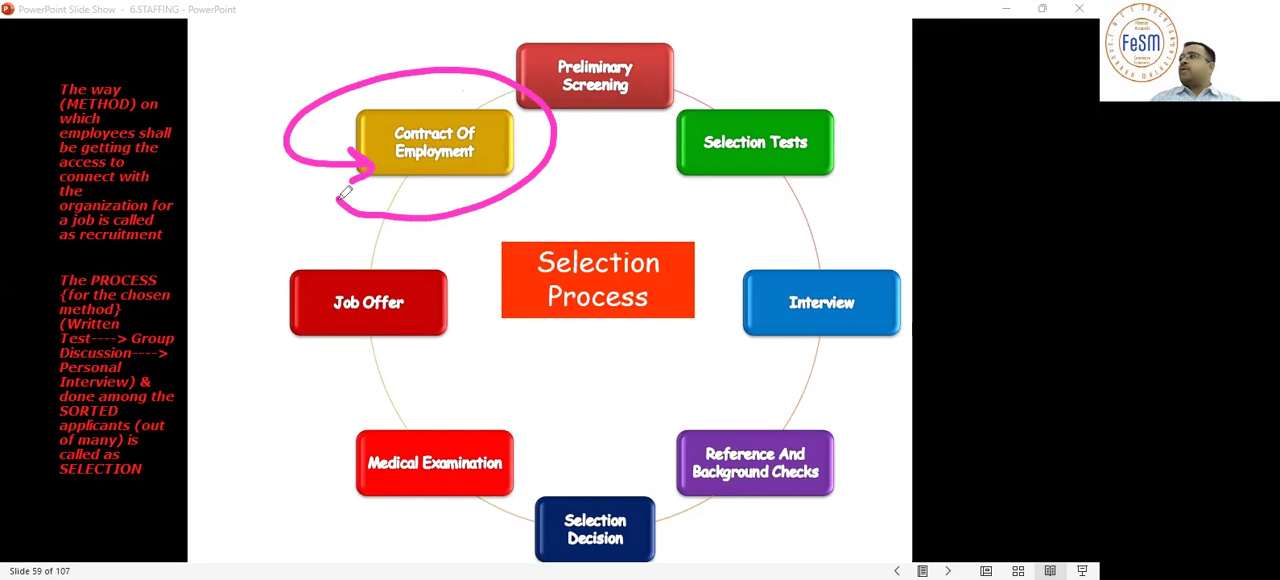 PowerPoint Slide Show - 6.STAFFING - PowerPoint
The way
(METHOD) on
which
employees shall
be getting the
access to
connect with
the
organization for
a job is called
as recruitment
The PROCESS
{for the chosen
method}
(Written
Test----> Group
Discussion---->
Personal
Interview) &
done among the
SORTED
applicants (out
of many) is
called as
SELECTION
Preliminary
Screening
Selection Tests
Interview
Reference And
Background Checks
Selection
Decision
Medical Examination
Job Offer
Contract Of
Employment
Selection
Process
FeSM
Slide 59 of 107